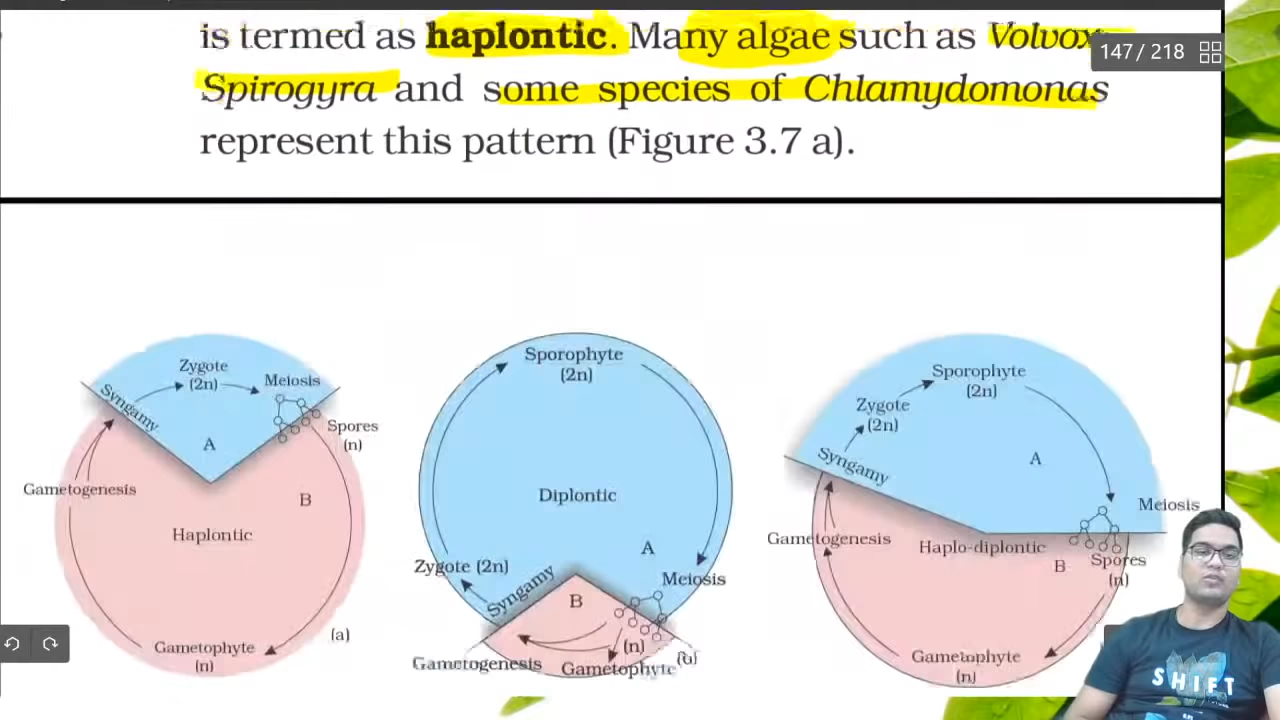 is termed as haplontic. Many algae such as Volvox
147 / 218
Spirogyra and some species of Chlamydomonas
represent this pattern (Figure 3.7 a).
Zygote
(2n)
Meiosis
Syngamy
Spores
(n)
A
Gametogenesis
B
Haplontic
Gametophyte
(n)
(a)
Sporophyte
(2n)
Diplontic
A
Zygote (2n)
Meiosis
Syngamy
B
(n)
Gametogenesis
Gametophyte
Sporophyte
(2n)
Zygote
(2n)
A
Syngamy
Meiosis
Gametogenesis
Haplo-diplontic
B
Spores
(n)
Gametophyte
(n)
SHIFT